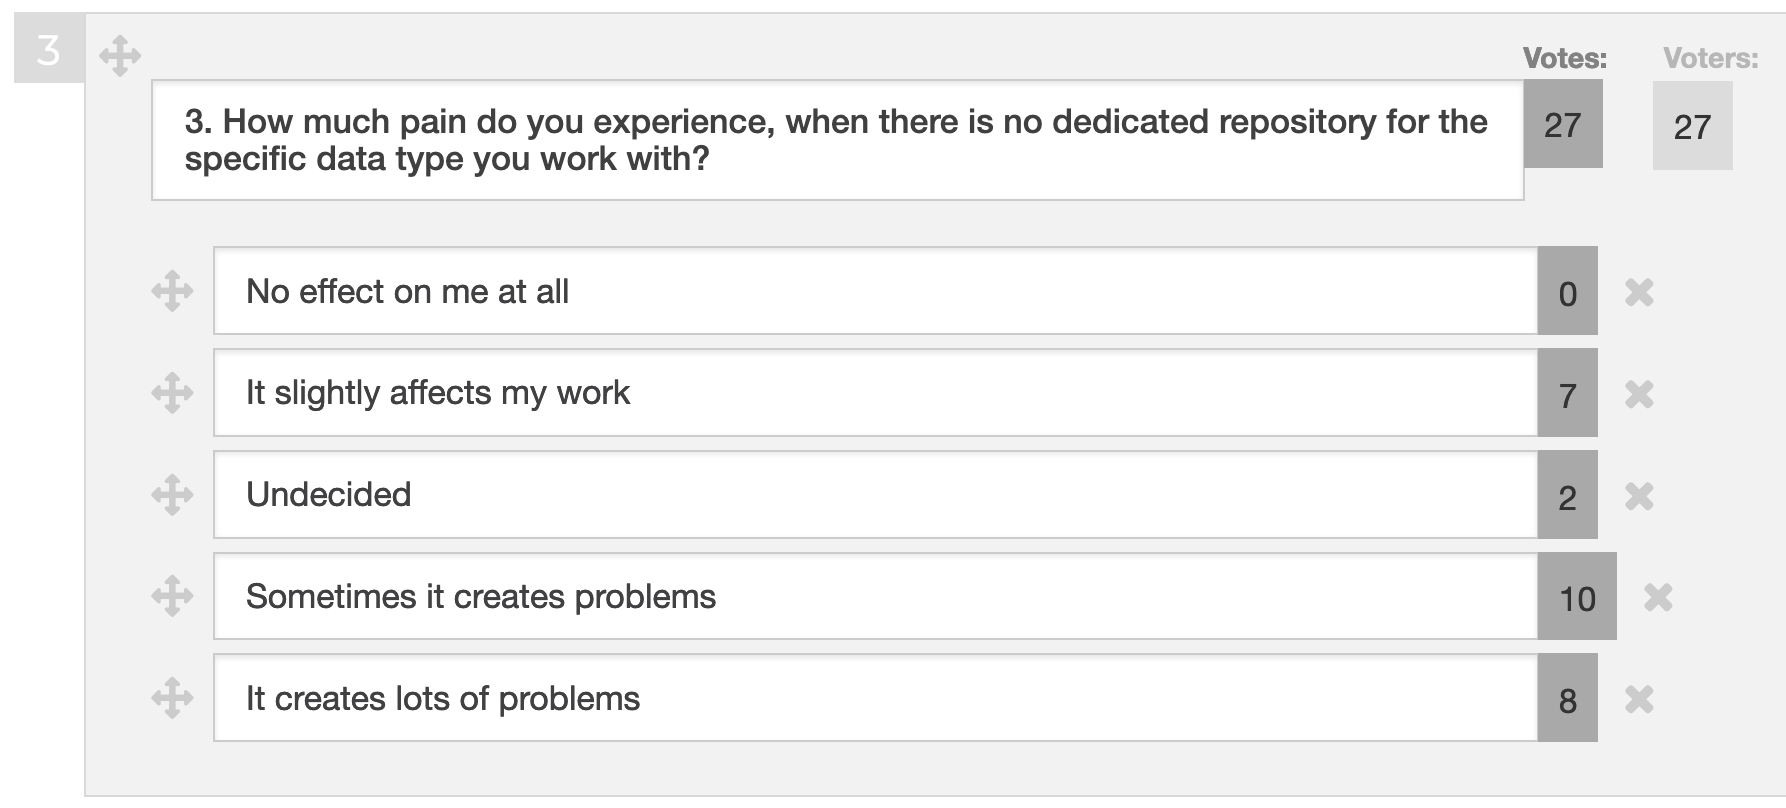 3
Votes:
Voters:
3. How much pain do you experience, when there is no dedicated repository for the
specific data type you work with?
27
27
No effect on me at all
0
It slightly affects my work
7
Undecided
2
Sometimes it creates problems
10
It creates lots of problems
8